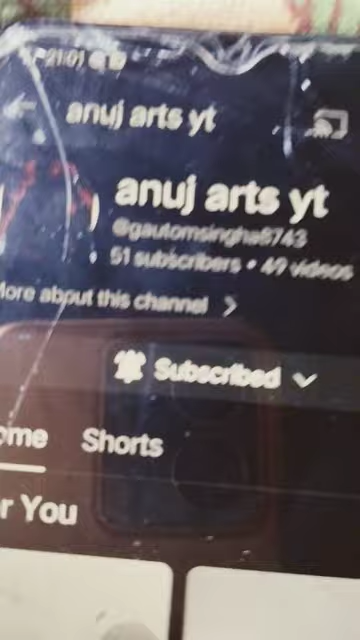 21:01
anuj arts yt
anuj arts yt
@gautomsingha6743
51 subscribers • 49 videos
More about this channel >
Subscribed
ome Shorts
r You